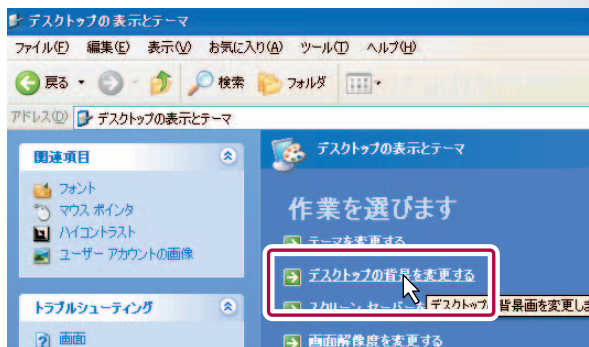 デスクトップの表示とテーマ
ファイル(F) 編集(E) 表示(V) お気に入り(A) ツール(T) ヘルプ(H)
戻る 検索 フォルダ
アドレス(D) デスクトップの表示とテーマ
関連項目
フォント
マウス ポインタ
ハイコントラスト
ユーザー アカウントの画像
トラブルシューティング
画面
デスクトップの表示とテーマ
作業を選びます
テーマを変更する
デスクトップの背景を変更する
スクリーン セーバーを
デスクトップ 背景画を変更しま
画面解像度を変更する